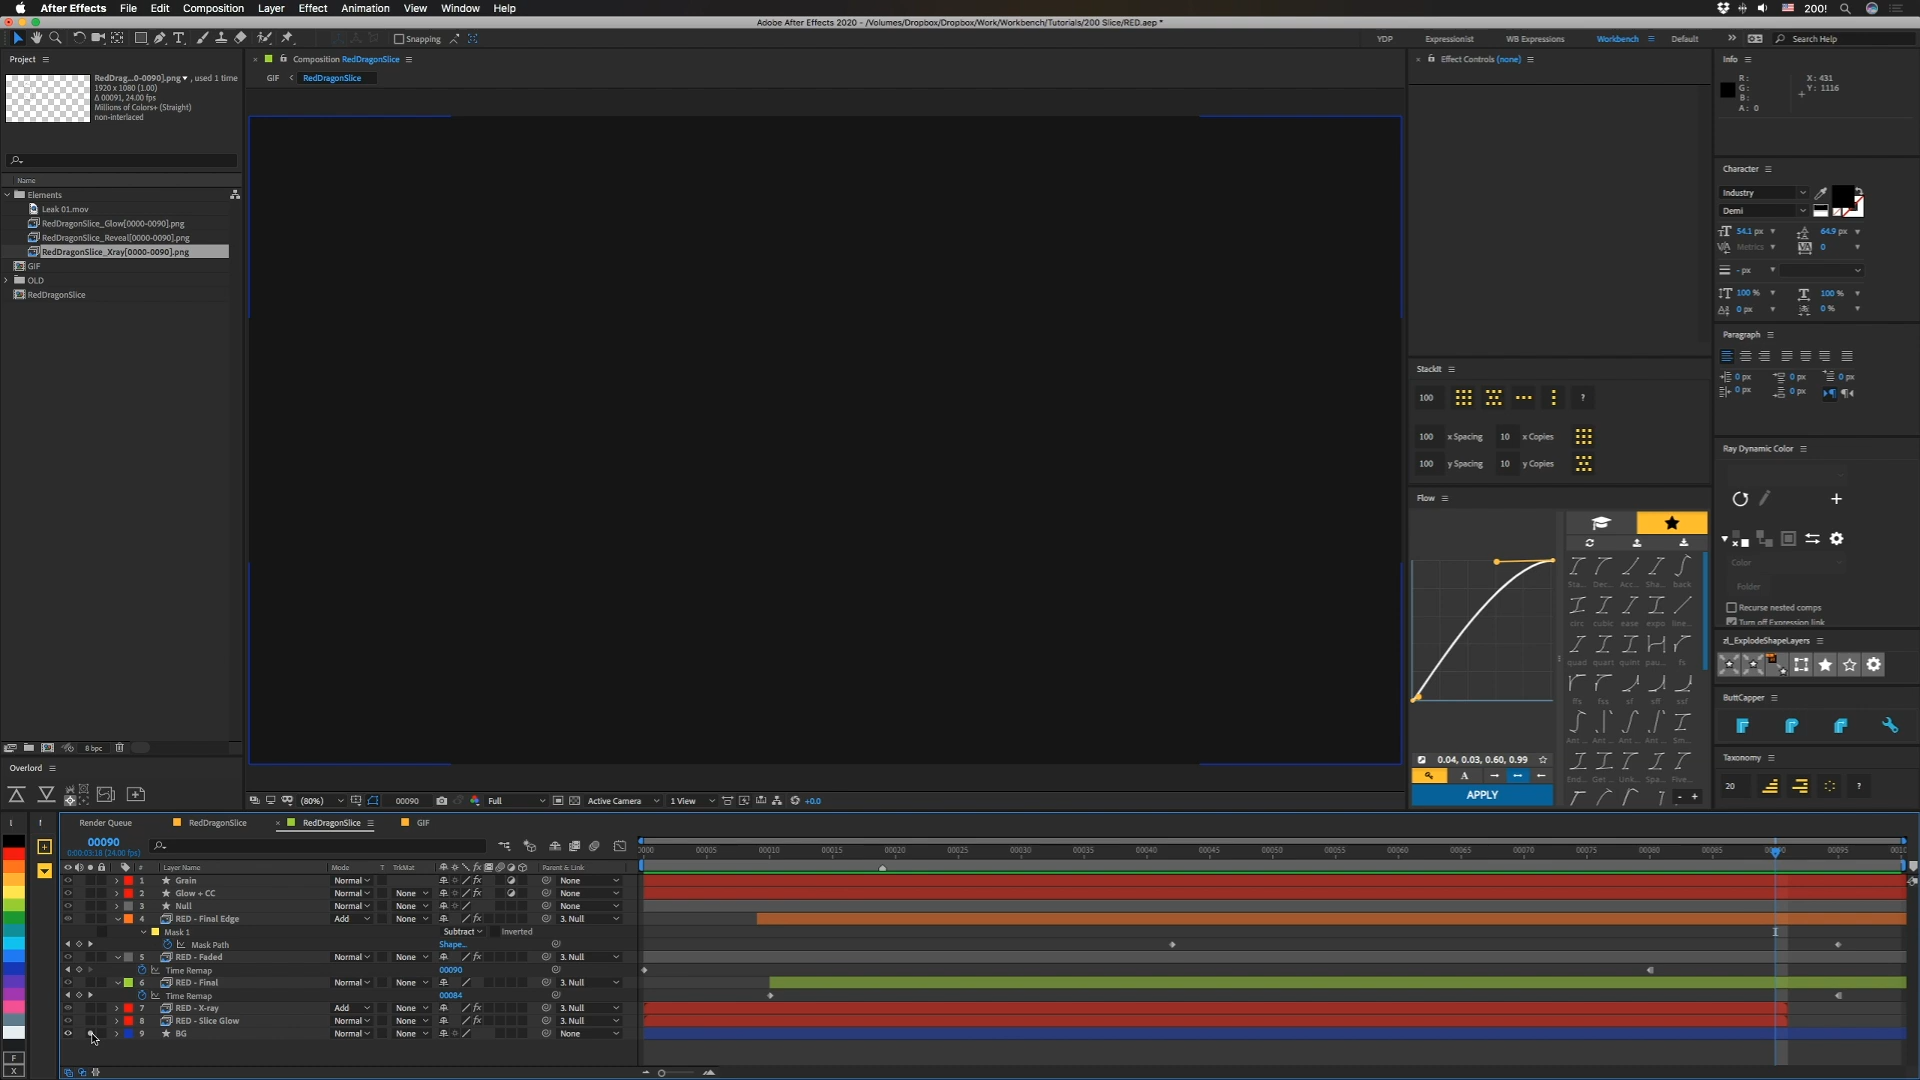 After Effects File Edit Composition Layer Effect Animation View Window Help 200!
Adobe After Effects 2020 - /Volumes/Dropbox/Dropbox/Work/Workbench/Tutorials/200 Slice/RED.aep *
Snapping YDP Expressionist WB Expressions Workbench Default Search Help
Project
RedDrag...0-0090].png , used 1 time
1920 x 1080 (1.00)
Δ 00091, 24.00 fps
Millions of Colors+ (Straight)
non-interlaced
Name
Elements
Leak 01.mov
RedDragonSlice_Glow[0000-0090].png
RedDragonSlice_Reveal[0000-0090].png
RedDragonSlice_Xray[0000-0090].png
GIF
OLD
RedDragonSlice
8 bpc
Overlord
Composition RedDragonSlice
GIF RedDragonSlice
(80%) 00090 Full Active Camera 1 View +0.0
Effect Controls (none)
StackIt
100 ?
100 x Spacing 10 x Copies
100 y Spacing 10 y Copies
Flow
Sta... Dec... Acc... Sha... back
circ cubic ease expo line...
quad quart quint pau... fs
ffs fss sf sff ssf
Ant ... Ant ... Ant ... Ant ... Sm...
End... Get ... Unk... Spa... Five...
0.04, 0.03, 0.60, 0.99
A
APPLY
Info
R: X: 431
G: Y: 1116
B:
A: 0
Character
Industry
Demi
54.1 px 64.9 px
Metrics 0
- px
100 % 100 %
0 px 0 %
Paragraph
0 px 0 px 0 px
0 px 0 px
Ray Dynamic Color
Color
Folder
Recurse nested comps
Turn off Expression link
zl_ExplodeShapeLayers
ButtCapper
Taxonomy
20 ?
Render Queue RedDragonSlice RedDragonSlice GIF
00090
0:00:03:18 (24.00 fps)
00005 00010 00015 00020 00025 00030 00035 00040 00045 00050 00055 00060 00065 00070 00075 00080 00085 00095
# Layer Name Mode T TrkMat Parent & Link
1 Grain Normal None
2 Glow + CC Normal None None
3 Null Normal None None
4 RED - Final Edge Add None 3. Null
Mask 1 Subtract Inverted
Mask Path Shape...
5 RED - Faded Normal None 3. Null
Time Remap 00090
6 RED - Final Normal None 3. Null
Time Remap 00084
7 RED - X-ray Add None 3. Null
8 RED - Slice Glow Normal None 3. Null
9 BG Normal None None
F
X